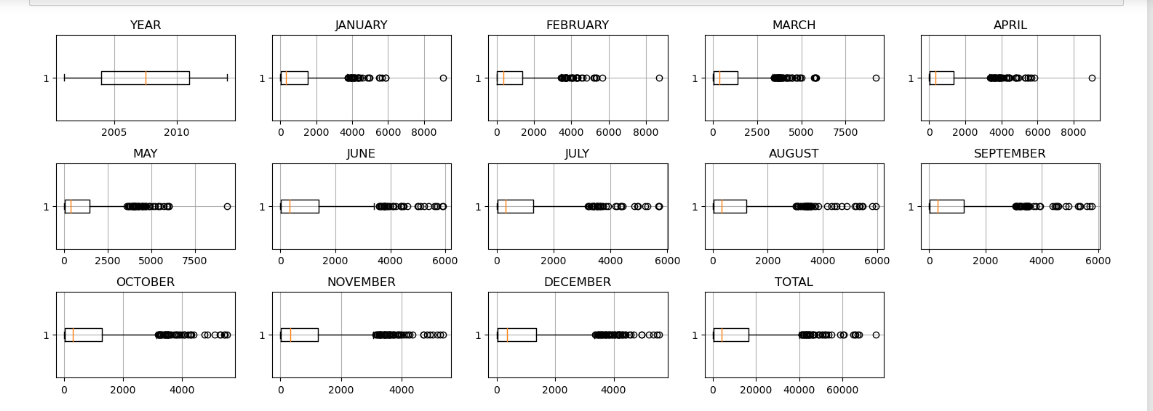 YEAR JANUARY FEBRUARY MARCH APRIL
1 1 1 1 1
2005 2010 0 2000 4000 6000 8000 0 2000 4000 6000 8000 0 2500 5000 7500 0 2000 4000 6000 8000
MAY JUNE JULY AUGUST SEPTEMBER
1 1 1 1 1
0 2500 5000 7500 0 2000 4000 6000 0 2000 4000 6000 0 2000 4000 6000 0 2000 4000 6000
OCTOBER NOVEMBER DECEMBER TOTAL
1 1 1 1
0 2000 4000 0 2000 4000 0 2000 4000 0 20000 40000 60000